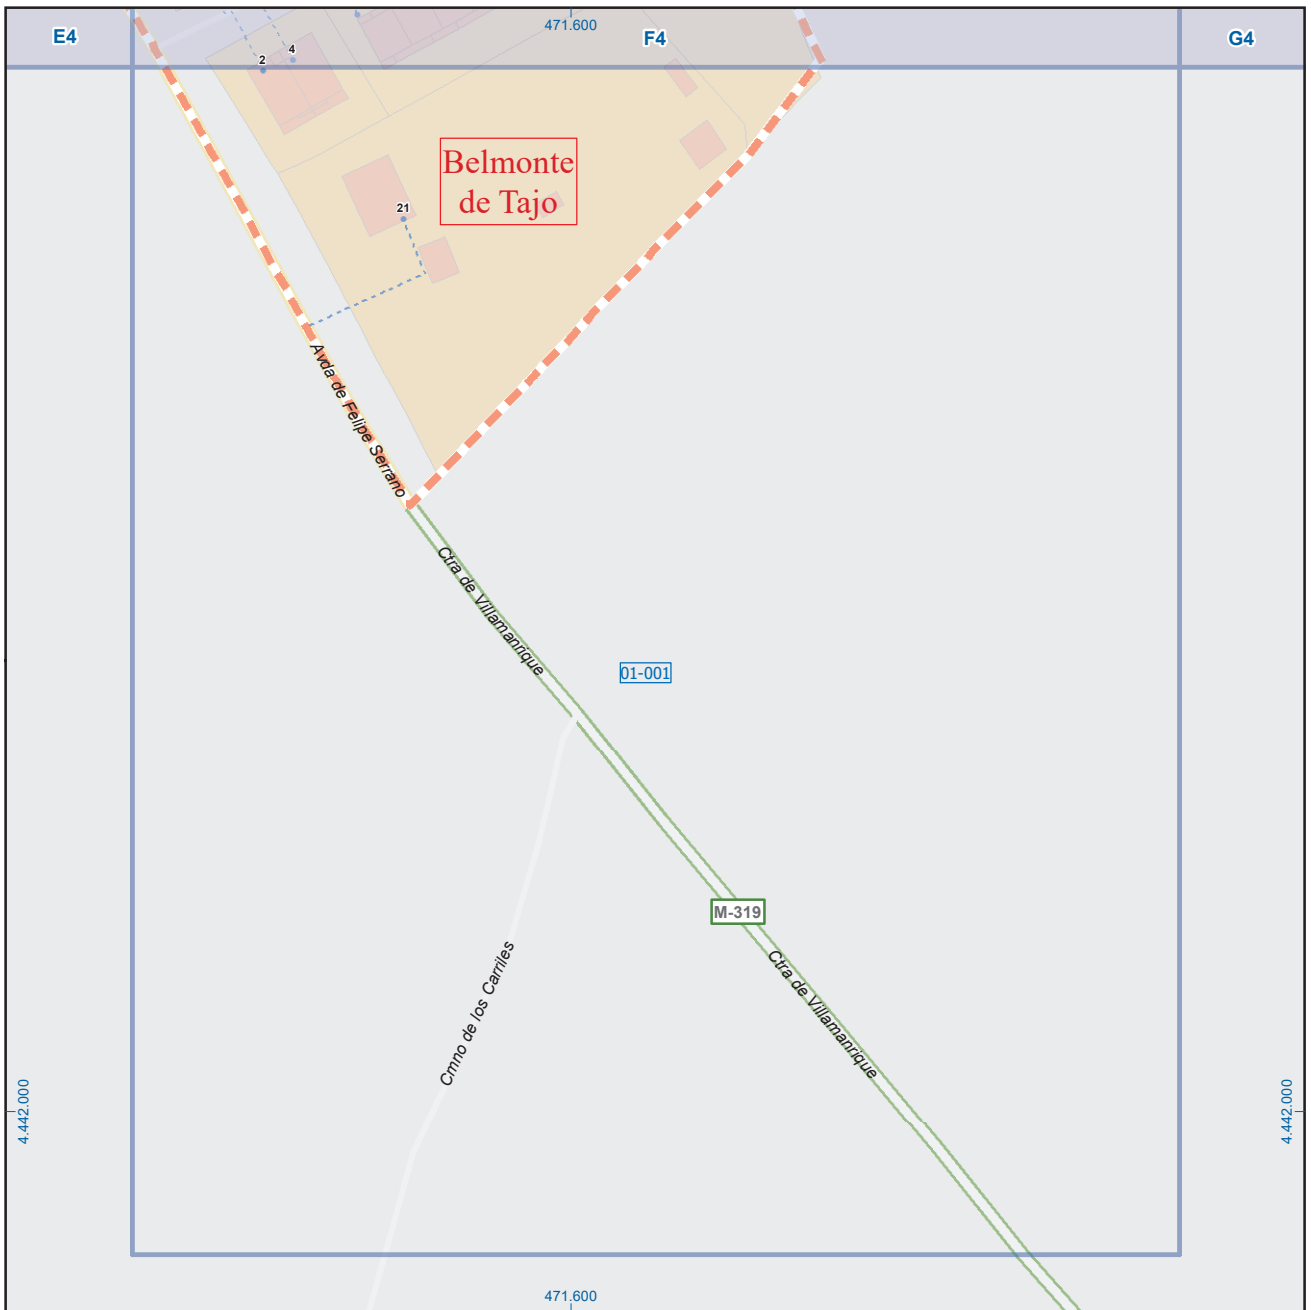 471.600
E4
F4
G4
2
4
Belmonte
de Tajo
21
Avda de Felipe Serrano
Ctra de Villamanrique
01-001
M-319
Ctra de Villamanrique
Cmno de los Carriles
4.442.000
4.442.000
471.600